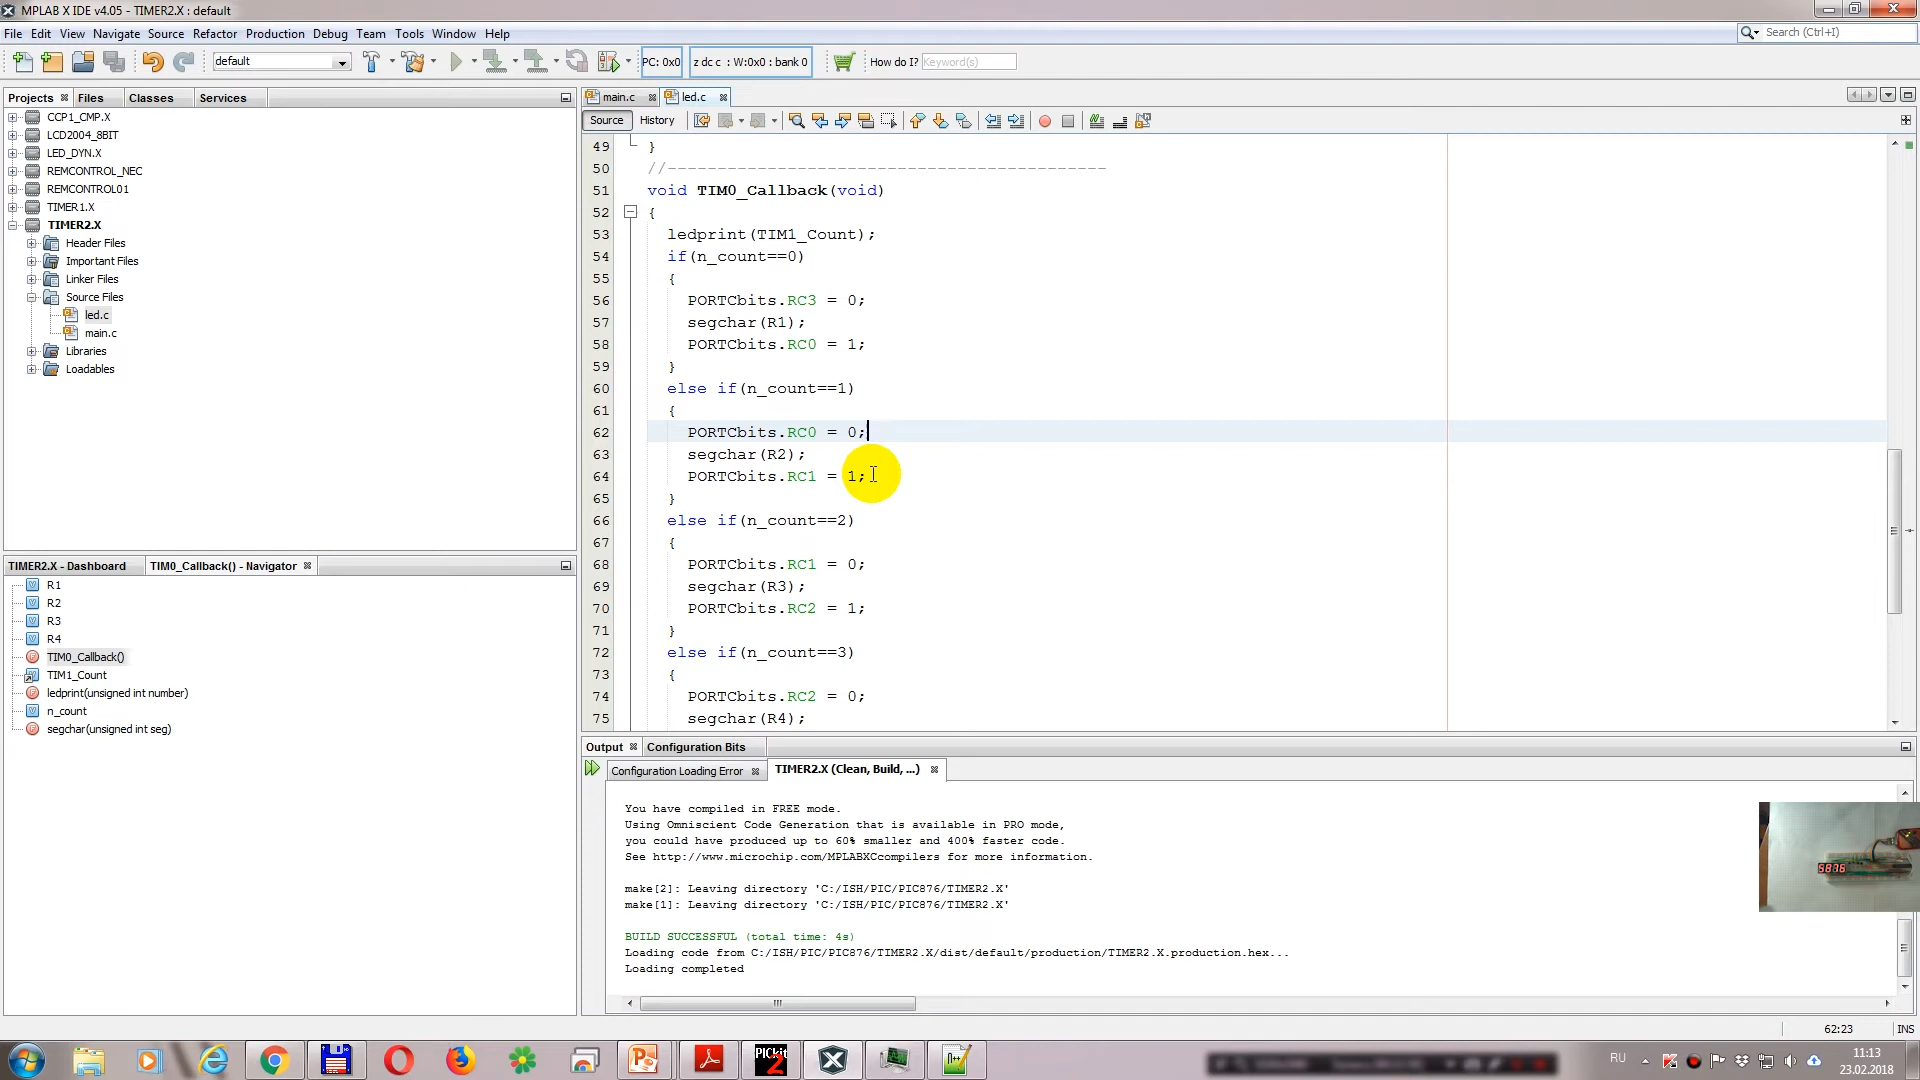 MPLAB X IDE v4.05 - TIMER2.X : default
File Edit View Navigate Source Refactor Production Debug Team Tools Window Help
Search (Ctrl+I)
default
PC: 0x0
z dc c : W:0x0 : bank 0
How do I? Keyword(s)
Projects Files Classes Services
CCP1_CMP.X
LCD2004_8BIT
LED_DYN.X
REMCONTROL_NEC
REMCONTROL01
TIMER1.X
TIMER2.X
Header Files
Important Files
Linker Files
Source Files
led.c
main.c
Libraries
Loadables
TIMER2.X - Dashboard TIM0_Callback() - Navigator
R1
R2
R3
R4
TIM0_Callback()
TIM1_Count
ledprint(unsigned int number)
n_count
segchar(unsigned int seg)
main.c led.c
Source History
49 }
50 //--------------------------------------------
51 void TIM0_Callback(void)
52 {
53 ledprint(TIM1_Count);
54 if(n_count==0)
55 {
56 PORTCbits.RC3 = 0;
57 segchar(R1);
58 PORTCbits.RC0 = 1;
59 }
60 else if(n_count==1)
61 {
62 PORTCbits.RC0 = 0;
63 segchar(R2);
64 PORTCbits.RC1 = 1;
65 }
66 else if(n_count==2)
67 {
68 PORTCbits.RC1 = 0;
69 segchar(R3);
70 PORTCbits.RC2 = 1;
71 }
72 else if(n_count==3)
73 {
74 PORTCbits.RC2 = 0;
75 segchar(R4);
Output Configuration Bits
Configuration Loading Error TIMER2.X (Clean, Build, ...)
You have compiled in FREE mode.
Using Omniscient Code Generation that is available in PRO mode,
you could have produced up to 60% smaller and 400% faster code.
See http://www.microchip.com/MPLABXCcompilers for more information.
make[2]: Leaving directory 'C:/ISH/PIC/PIC876/TIMER2.X'
make[1]: Leaving directory 'C:/ISH/PIC/PIC876/TIMER2.X'
BUILD SUCCESSFUL (total time: 4s)
Loading code from C:/ISH/PIC/PIC876/TIMER2.X/dist/default/production/TIMER2.X.production.hex...
Loading completed
5876
62:23 INS
PICkit
2
RU
11:13
23.02.2018